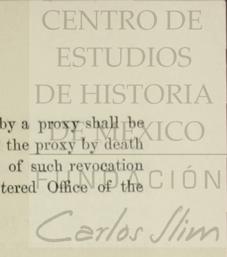 CENTRO DE
ESTUDIOS
DE HISTORIA
DE MÉXICO
FUNDACIÓN
Carlos Slim
by a proxy shall be
the proxy by death
of such revocation
tered Office of the